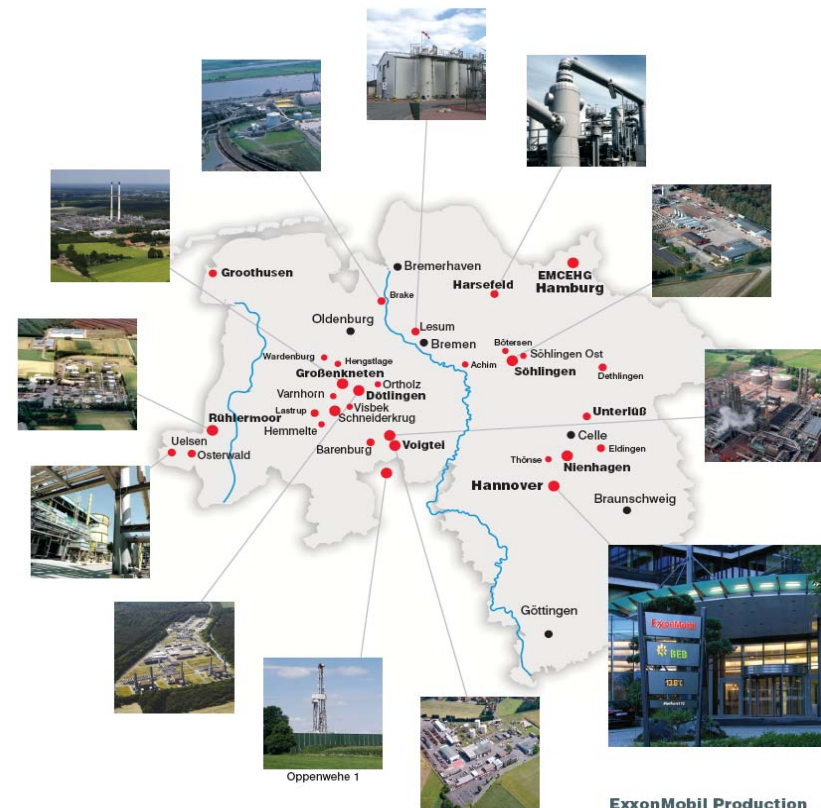 Bremerhaven
EMCEHG
Hamburg
Groothusen
Harsefeld
Brake
Oldenburg
Lesum
Bremen
Bötersen
Söhlingen Ost
Söhlingen
Achim
Dethlingen
Wardenburg
Hengstlage
Großenkneten
Ortholz
Dötlingen
Varnhorn
Visbek
Lastrup
Schneiderkrug
Hemmelte
Rühlermoor
Uelsen
Osterwald
Barenburg
Voigtei
Unterlüß
Celle
Eldingen
Thönse
Nienhagen
Hannover
Braunschweig
Göttingen
ExxonMobil
BEB
Oppenwehe 1
ExxonMobil Production